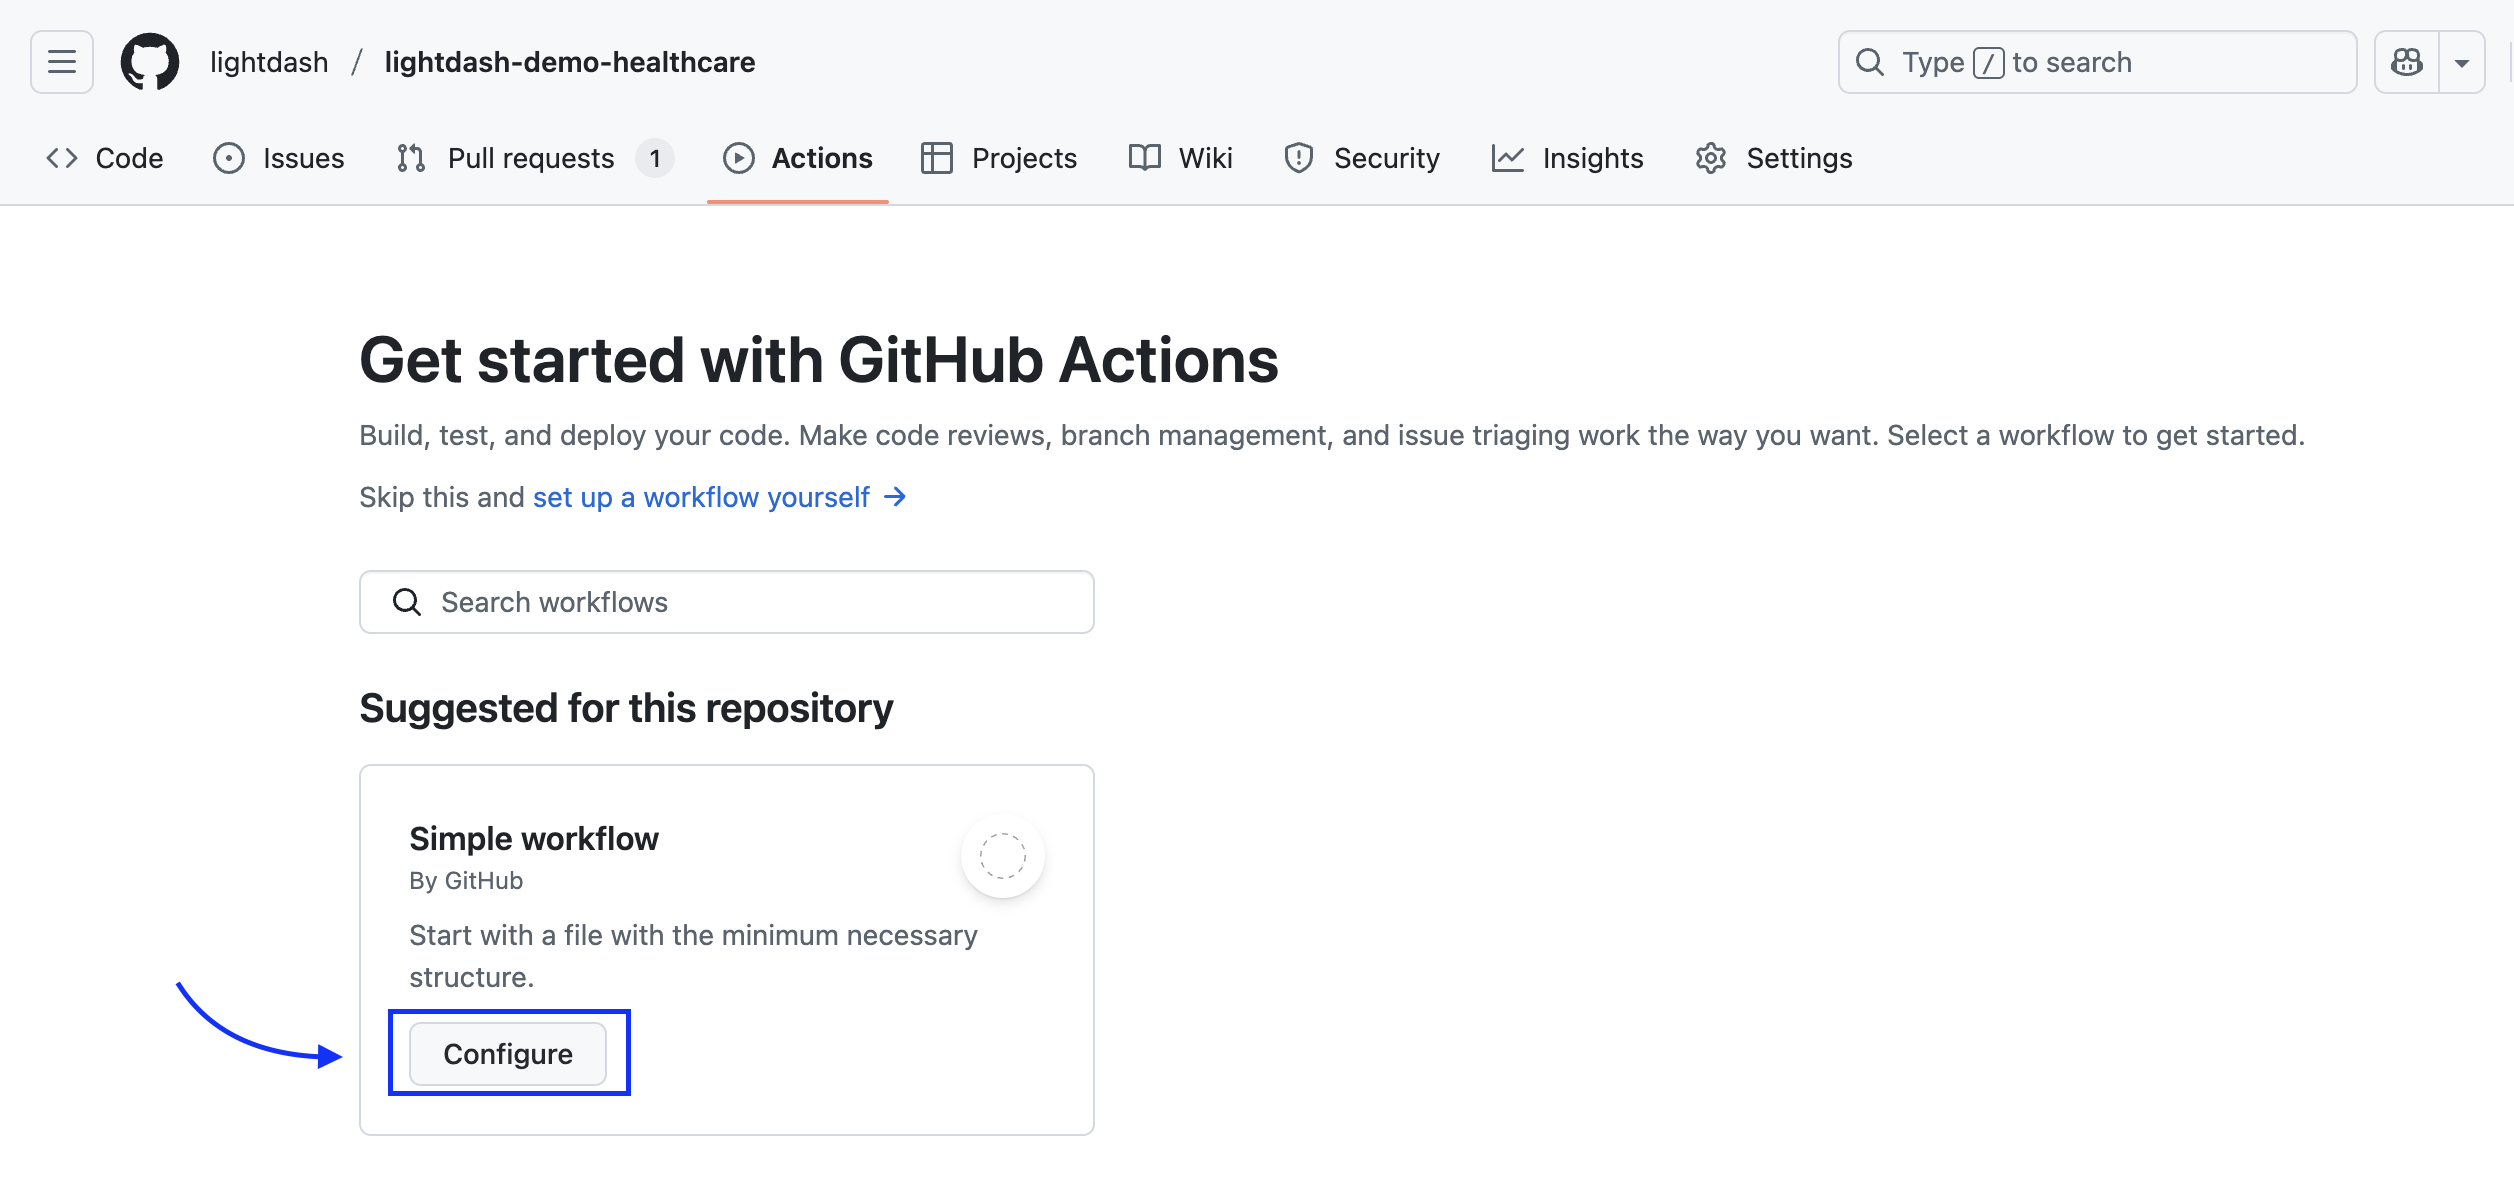 lightdash / lightdash-demo-healthcare
Type / to search
Code Issues Pull requests 1 Actions Projects Wiki Security Insights Settings
Get started with GitHub Actions
Build, test, and deploy your code. Make code reviews, branch management, and issue triaging work the way you want. Select a workflow to get started.
Skip this and set up a workflow yourself →
Search workflows
Suggested for this repository
Simple workflow
By GitHub
Start with a file with the minimum necessary
structure.
Configure